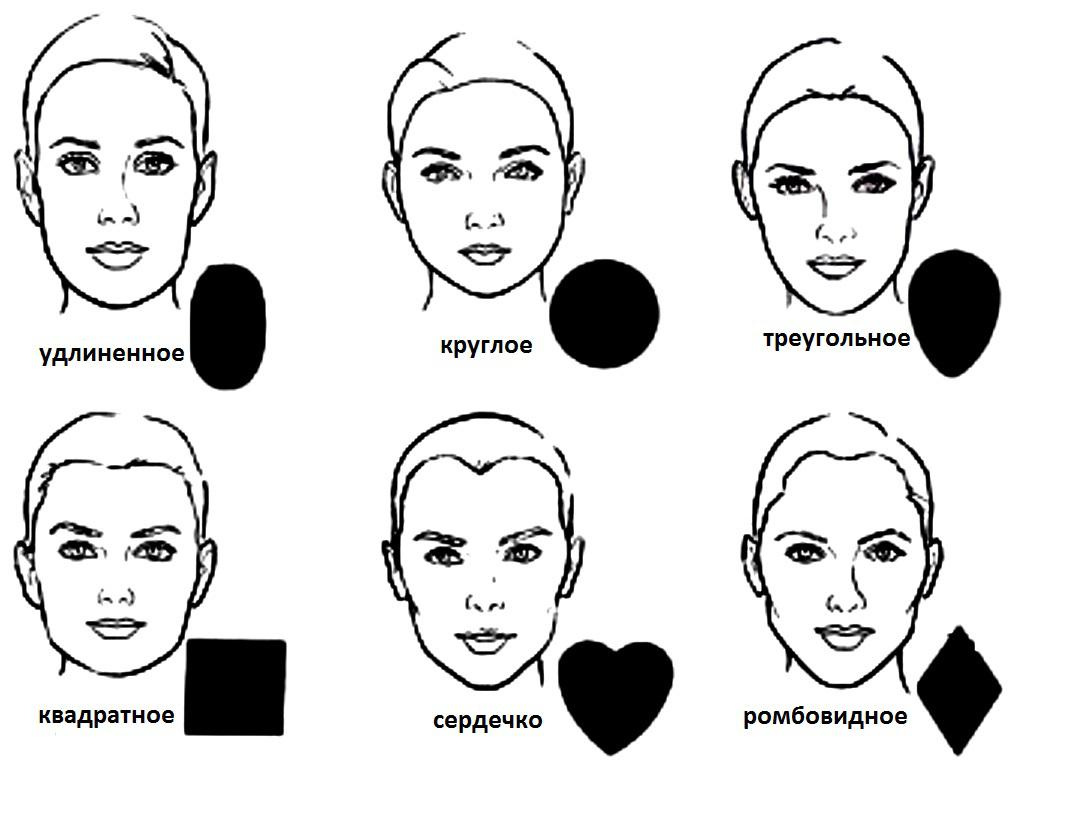 удлиненное
круглое
треугольное
квадратное
сердечко
ромбовидное